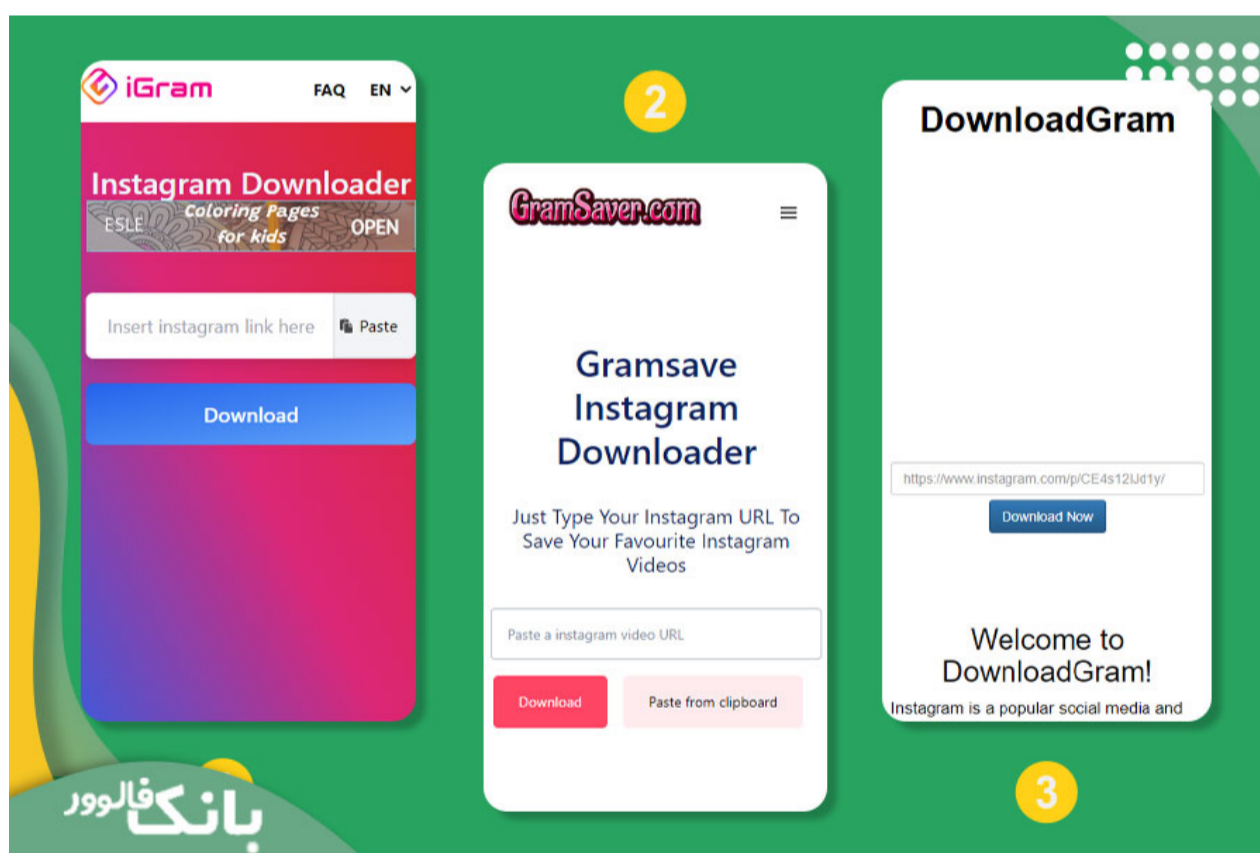 iGram
FAQ EN
Instagram Downloader
ESLE
Coloring Pages
for kids
OPEN
Insert instagram link here
Paste
Download
2
GramSaver.com
Gramsave
Instagram
Downloader
Just Type Your Instagram URL To
Save Your Favourite Instagram
Videos
Paste a instagram video URL
Download
Paste from clipboard
DownloadGram
https://www.instagram.com/p/CE4s12IJd1y/
Download Now
Welcome to
DownloadGram!
Instagram is a popular social media and
3
بانک فالوور